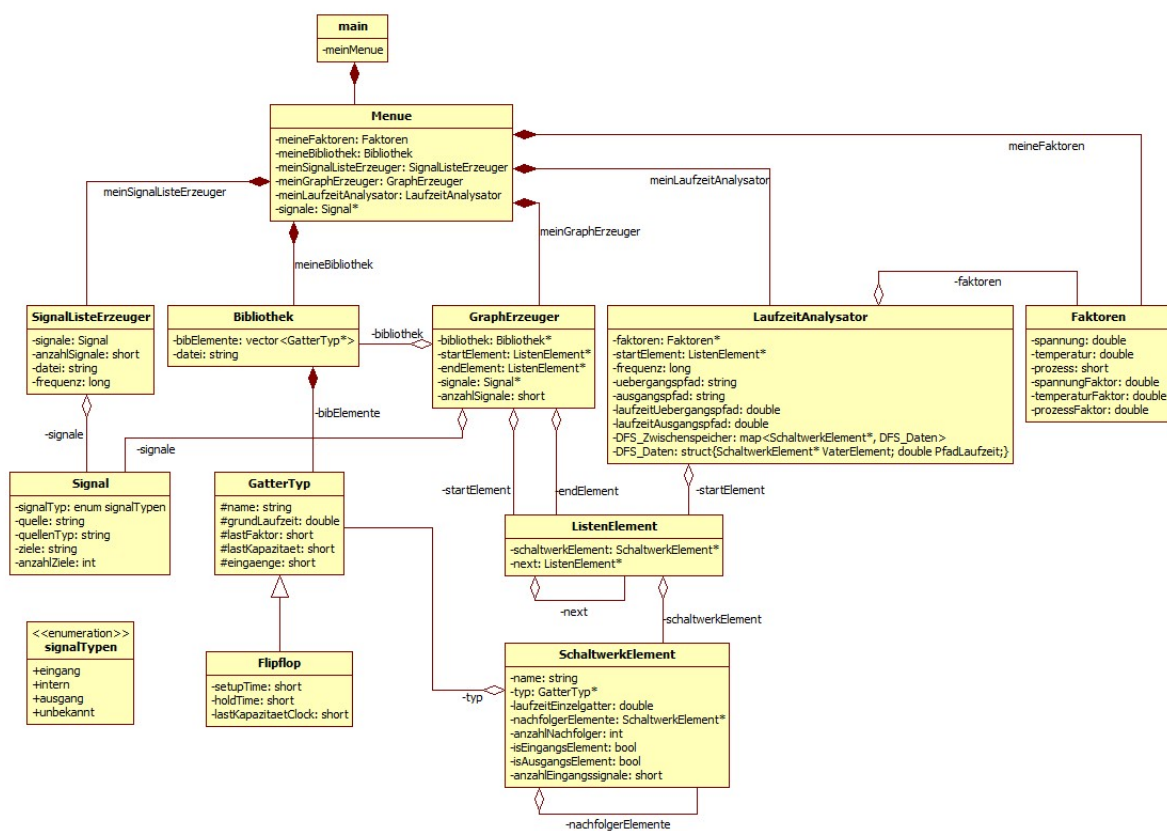 main
-meinMenue
Menue
-meineFaktoren: Faktoren
-meineBibliothek: Bibliothek
-meinSignalListeErzeuger: SignalListeErzeuger
-meinGraphErzeuger: GraphErzeuger
-meinLaufzeitAnalysator: LaufzeitAnalysator
-signale: Signal*
meineFaktoren
meinLaufzeitAnalysator
meinSignalListeErzeuger
meinGraphErzeuger
meineBibliothek
-faktoren
SignalListeErzeuger
-signale: Signal
-anzahlSignale: short
-datei: string
-frequenz: long
Bibliothek
-bibElemente: vector<GatterTyp*>
-datei: string
-bibliothek
GraphErzeuger
-bibliothek: Bibliothek*
-startElement: ListenElement*
-endElement: ListenElement*
-signale: Signal*
-anzahlSignale: short
LaufzeitAnalysator
-faktoren: Faktoren*
-startElement: ListenElement*
-frequenz: long
-uebergangspfad: string
-ausgangspfad: string
-laufzeitUebergangspfad: double
-laufzeitAusgangspfad: double
-DFS_Zwischenspeicher: map<SchaltwerkElement*, DFS_Daten>
-DFS_Daten: struct{SchaltwerkElement* VaterElement; double PfadLaufzeit;}
Faktoren
-spannung: double
-temperatur: double
-prozess: short
-spannungFaktor: double
-temperaturFaktor: double
-prozessFaktor: double
-bibElemente
-signale
-signale
-startElement
-endElement
-startElement
Signal
-signalTyp: enum signalTypen
-quelle: string
-quellenTyp: string
-ziele: string
-anzahlZiele: int
GatterTyp
#name: string
#grundLaufzeit: double
#lastFaktor: short
#lastKapazitaet: short
#eingaenge: short
ListenElement
-schaltwerkElement: SchaltwerkElement*
-next: ListenElement*
-next
-schaltwerkElement
<<enumeration>>
signalTypen
+eingang
+intern
+ausgang
+unbekannt
Flipflop
-setupTime: short
-holdTime: short
-lastKapazitaetClock: short
-typ
SchaltwerkElement
-name: string
-typ: GatterTyp*
-laufzeitEinzelgatter: double
-nachfolgerElemente: SchaltwerkElement*
-anzahlNachfolger: int
-isEingangsElement: bool
-isAusgangsElement: bool
-anzahlEingangssignale: short
-nachfolgerElemente